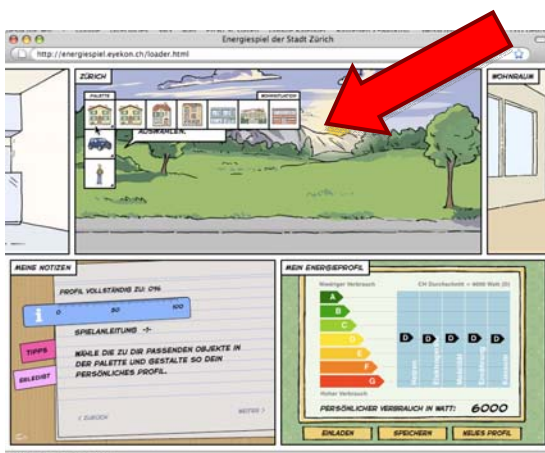 Energiespiel der Stadt Zürich
http://energiespiel.eyekon.ch/loader.html
ZÜRICH
WOHNRAUM
PALETTE
WOHNSITUATION
AUSWÄHLEN.
MEINE NOTIZEN
PROFIL VOLLSTÄNDIG ZU: 0%
0 50 100
SPIELANLEITUNG -1-
WÄHLE DIE ZU DIR PASSENDEN OBJEKTE IN
DER PALETTE UND GESTALTE SO DEIN
PERSÖNLICHES PROFIL.
TIPPS
ERLEDIGT
< ZURÜCK
WEITER >
MEIN ENERGIEPROFIL
Niedriger Verbrauch
CH Durchschnitt = 6000 Watt (D)
A
B
C
D
E
F
G
D D D D D
Hoher Verbrauch
PERSÖNLICHER VERBRAUCH IN WATT: 6000
EINLADEN
SPEICHERN
NEUES PROFIL